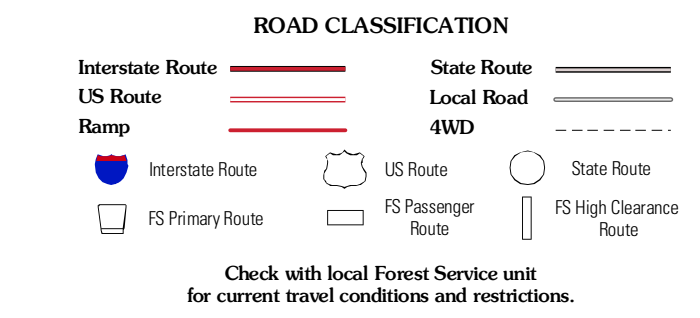 ROAD CLASSIFICATION
Interstate Route
State Route
US Route
Local Road
Ramp
4WD
Interstate Route
US Route
State Route
FS Primary Route
FS Passenger
Route
FS High Clearance
Route
Check with local Forest Service unit
for current travel conditions and restrictions.